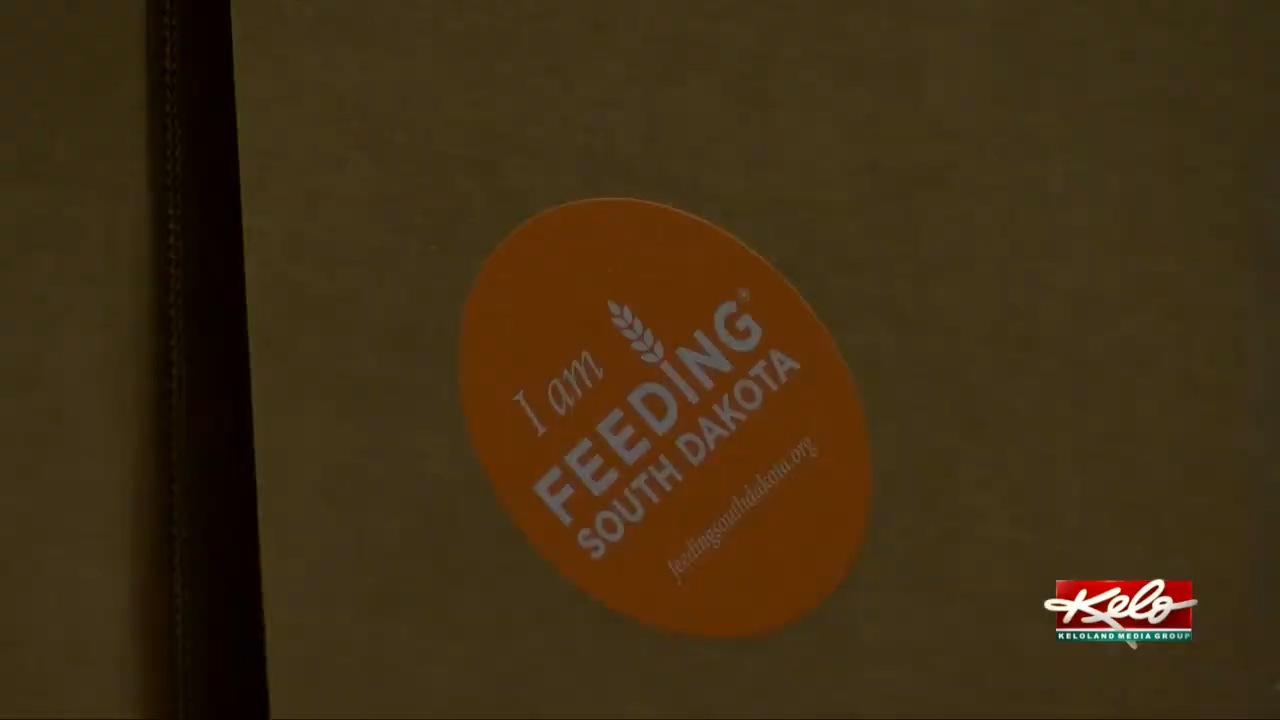 I am
FEEDING®
SOUTH DAKOTA
feedingsouthdakota.org
Kelo
KELOLAND MEDIA GROUP